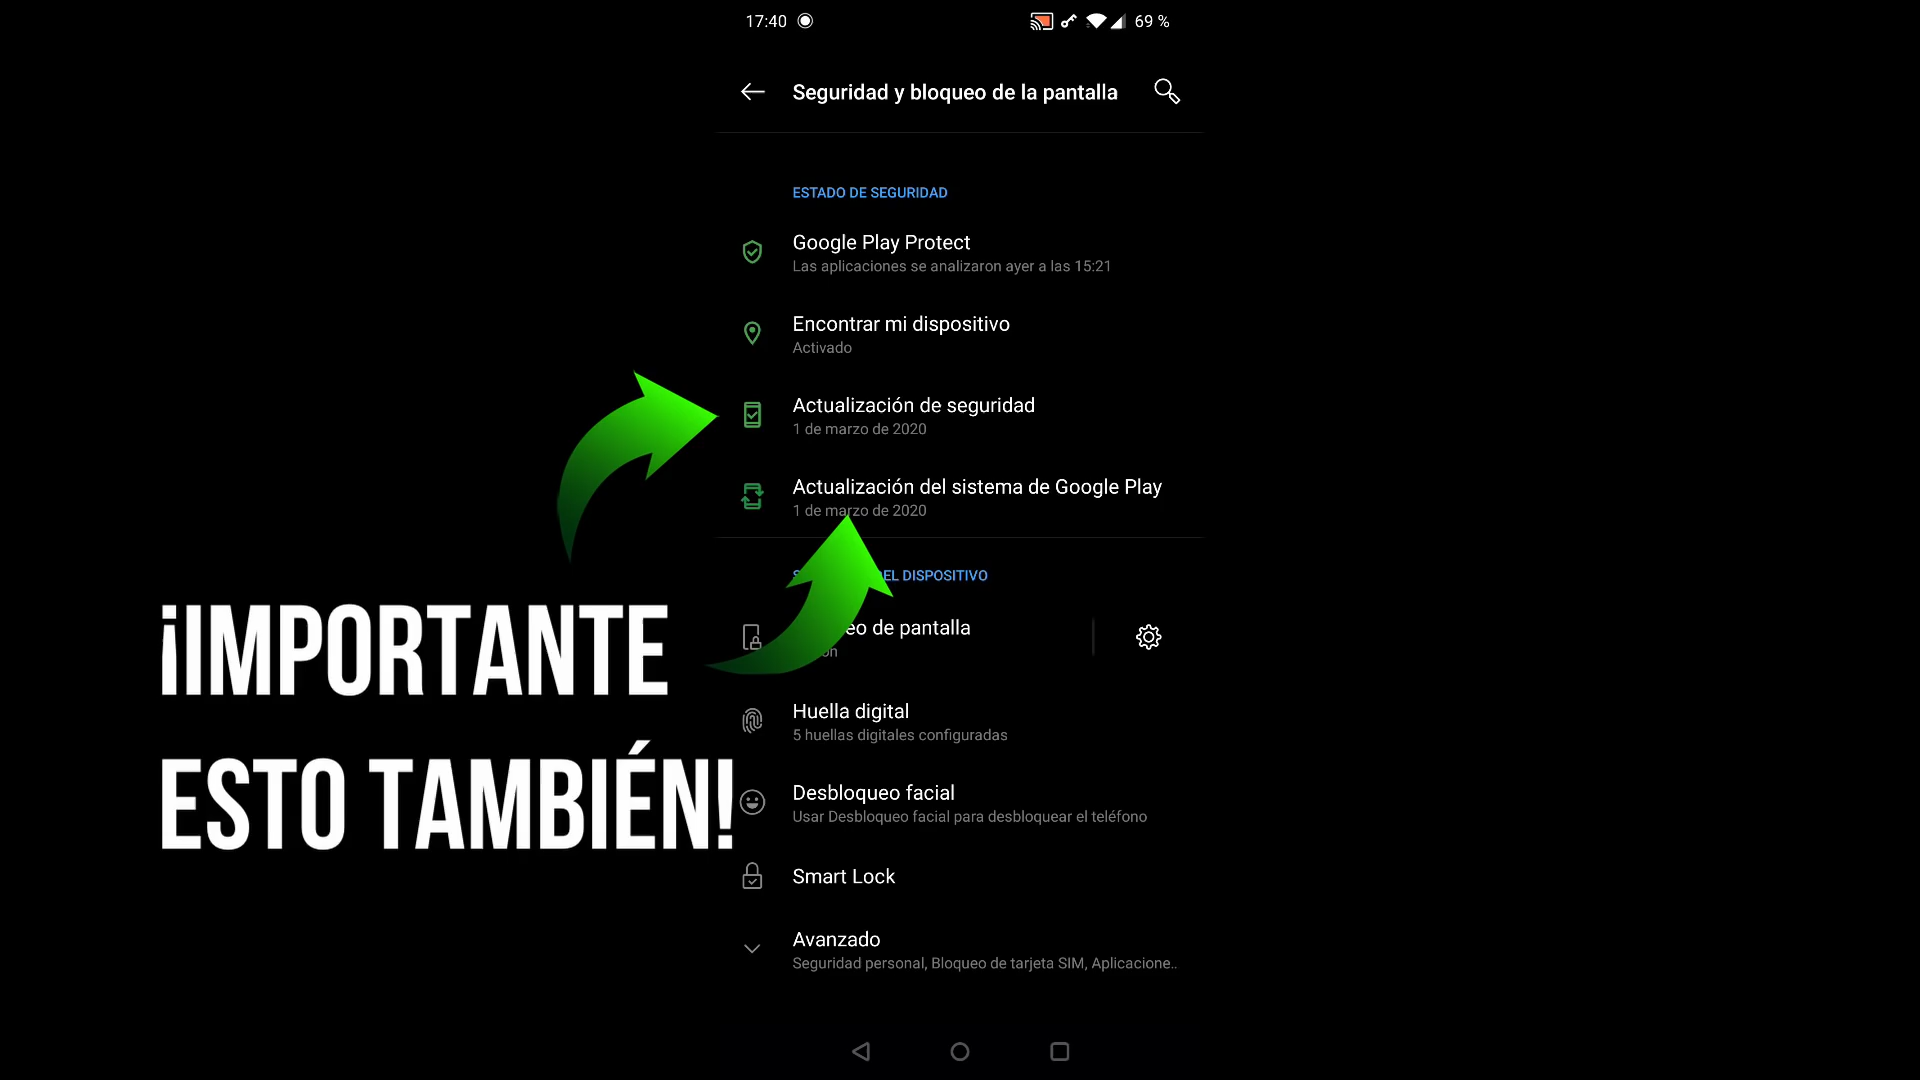 17:40
69 %
Seguridad y bloqueo de la pantalla
ESTADO DE SEGURIDAD
Google Play Protect
Las aplicaciones se analizaron ayer a las 15:21
Encontrar mi dispositivo
Activado
Actualización de seguridad
1 de marzo de 2020
Actualización del sistema de Google Play
1 de marzo de 2020
DISPOSITIVO
de pantalla
¡IMPORTANTE
ESTO TAMBIÉN!
Huella digital
5 huellas digitales configuradas
Desbloqueo facial
Usar Desbloqueo facial para desbloquear el teléfono
Smart Lock
Avanzado
Seguridad personal, Bloqueo de tarjeta SIM, Aplicacione..